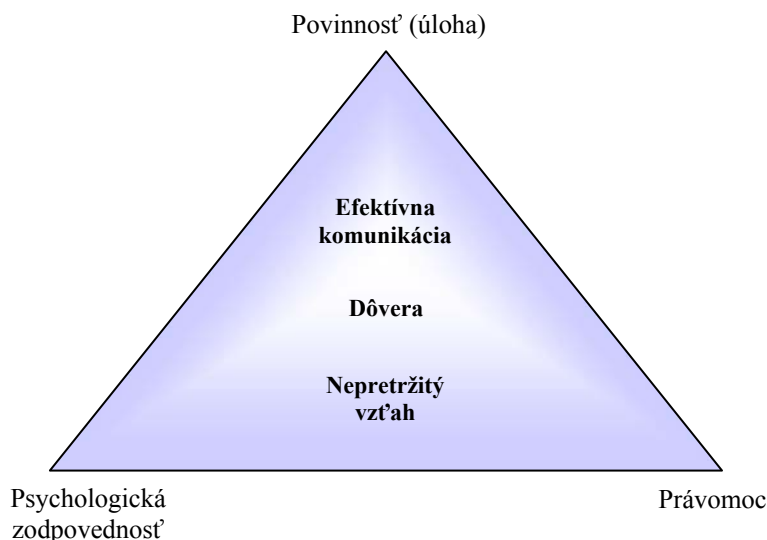 Povinnosť (úloha)
Efektívna
komunikácia
Dôvera
Nepretržitý
vzťah
Psychologická
zodpovednosť
Právomoc